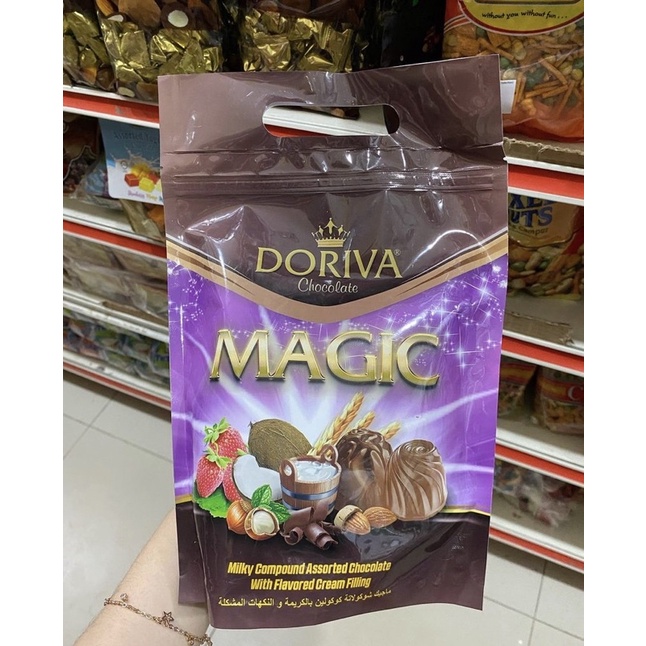 without you without fun...
DORIVA®
Chocolate
MAGIC
Milky Compound Assorted Chocolate
With Flavored Cream Filling
ماجيك شوكولاتة كوكولين بالكريمة و النكهات المشكلة